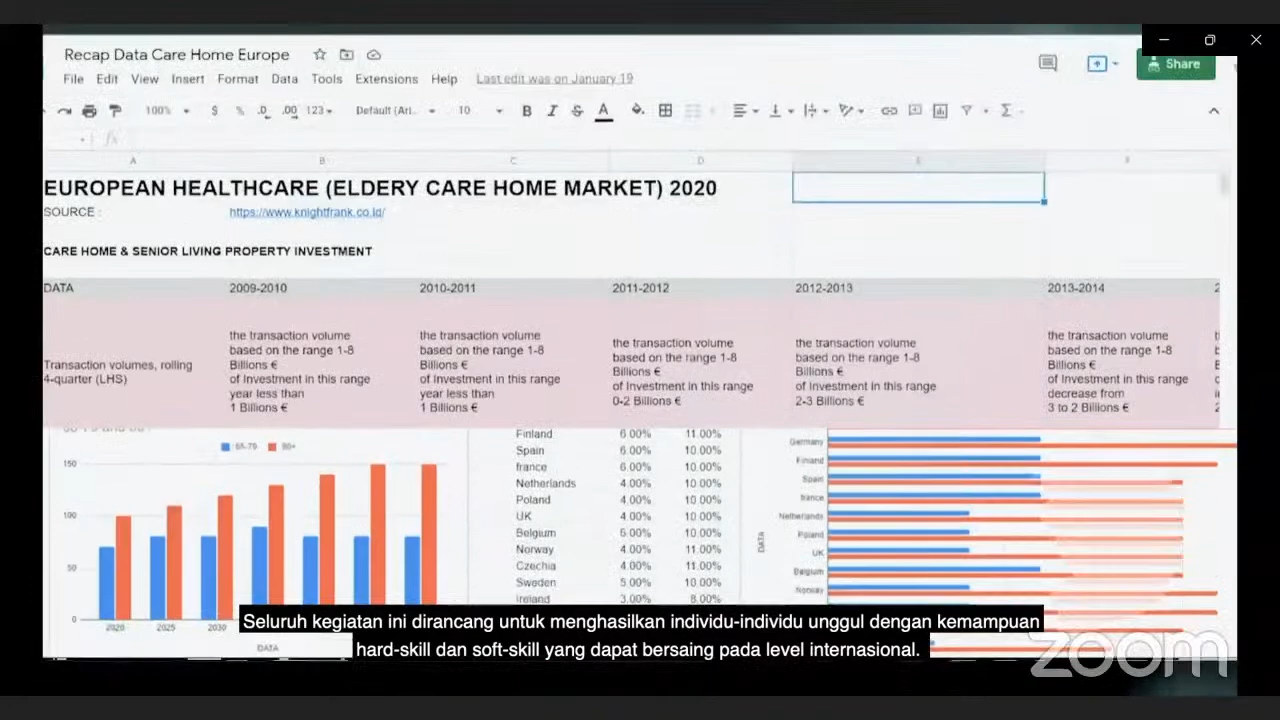 Recap Data Care Home Europe
File Edit View Insert Format Data Tools Extensions Help Last edit was on January 19
Share
100% $ % .0 .00 123 Default (Ari... 10 B I S A
fx
A B C D E
EUROPEAN HEALTHCARE (ELDERY CARE HOME MARKET) 2020
SOURCE : https://www.knightfrank.co.id/
CARE HOME & SENIOR LIVING PROPERTY INVESTMENT
DATA 2009-2010 2010-2011 2011-2012 2012-2013 2013-2014
Transaction volumes, rolling
4-quarter (LHS)
the transaction volume
based on the range 1-8
Billions €
of Investment in this range
year less than
1 Billions €
the transaction volume
based on the range 1-8
Billions €
of Investment in this range
year less than
1 Billions €
the transaction volume
based on the range 1-8
Billions €
of Investment in this range
0-2 Billions €
the transaction volume
based on the range 1-8
Billions €
of Investment in this range
2-3 Billions €
the transaction volume
based on the range 1-8
Billions €
of Investment in this range
decrease from
3 to 2 Billions €
65-79 80+
150
100
50
0
2020 2025 2030
DATA
Finland 6.00% 11.00%
Spain 6.00% 10.00%
france 6.00% 10.00%
Netherlands 4.00% 10.00%
Poland 4.00% 10.00%
UK 4.00% 10.00%
Belgium 6.00% 10.00%
Norway 4.00% 11.00%
Czechia 4.00% 11.00%
Sweden 5.00% 10.00%
Ireland 3.00% 8.00%
DATA
Germany
Finland
Spain
france
Netherlands
Poland
UK
Belgium
Norway
Seluruh kegiatan ini dirancang untuk menghasilkan individu-individu unggul dengan kemampuan
hard-skill dan soft-skill yang dapat bersaing pada level internasional.
zoom